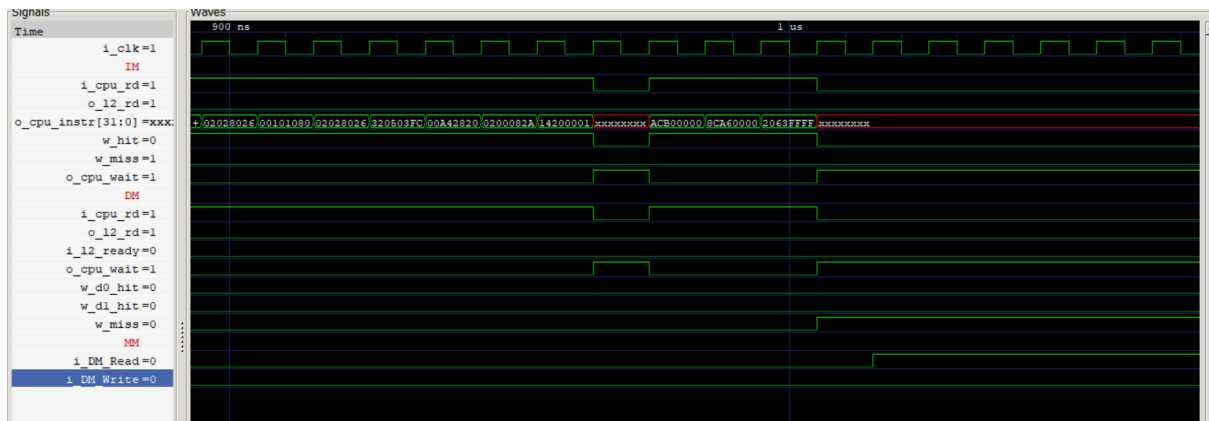 Signals
Waves
Time
900 ns
1 us
i_clk=1
IM
i_cpu_rd=1
o_l2_rd=1
o_cpu_instr[31:0]=xxx
+ 02028026 00101080 02028026 320503FC 00A42820 0200082A 14200001 xxxxxxxx ACB00000 8CA60000 2063FFFF xxxxxxxx
w_hit=0
w_miss=1
o_cpu_wait=1
DM
i_cpu_rd=1
o_l2_rd=1
i_l2_ready=0
o_cpu_wait=1
w_d0_hit=0
w_d1_hit=0
w_miss=0
MM
i_DM_Read=0
i_DM_Write=0